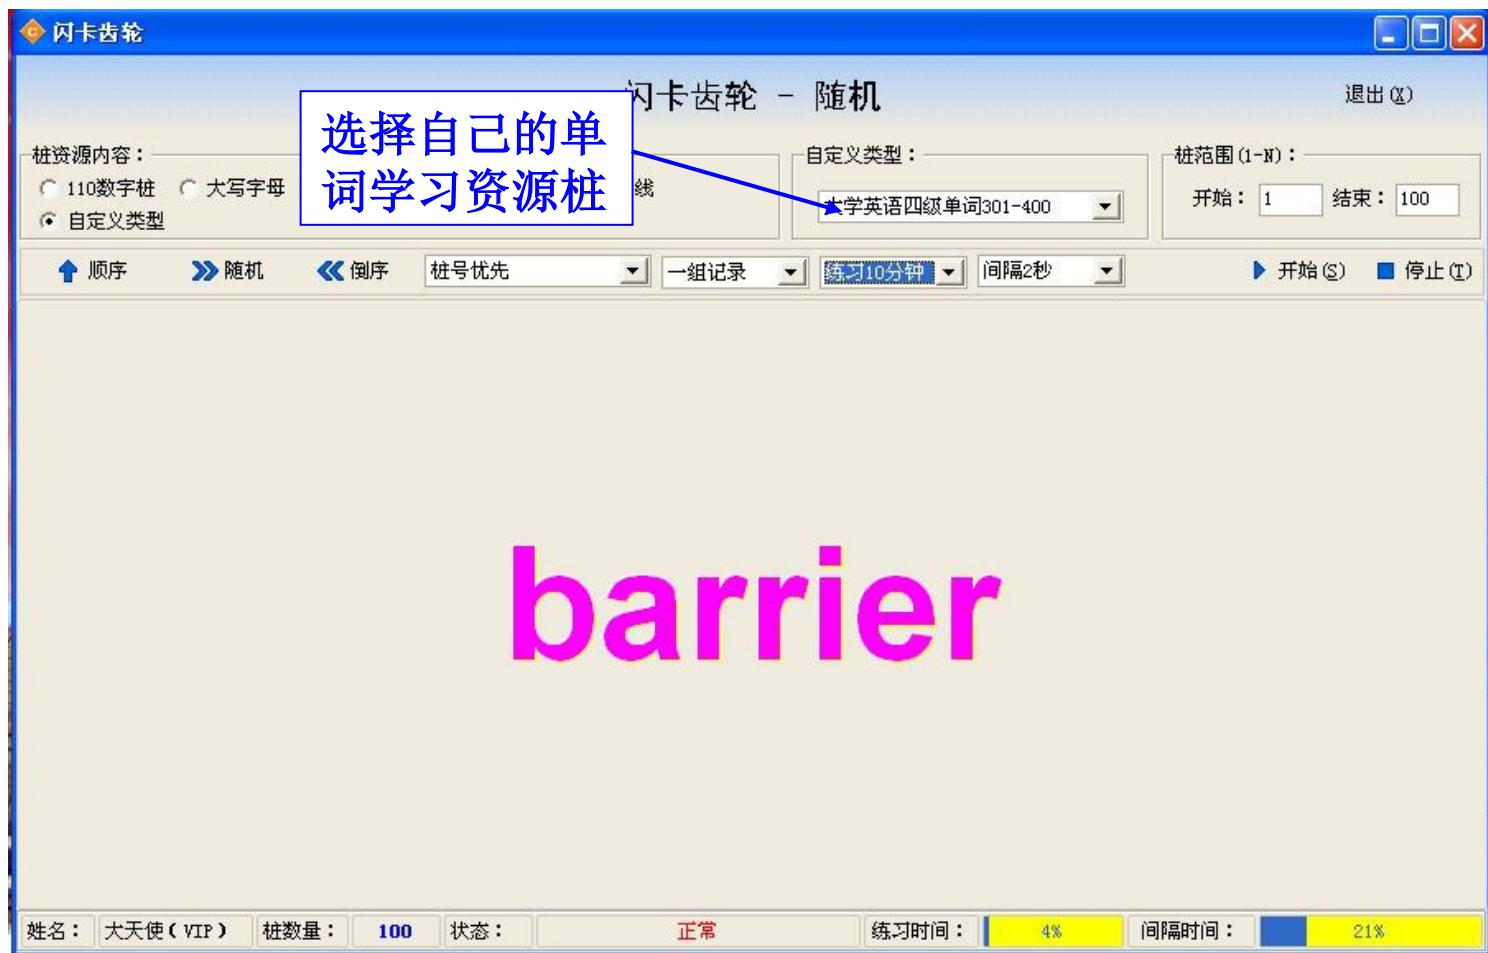 闪卡齿轮
闪卡齿轮 - 随机
退出(X)
选择自己的单
词学习资源桩
桩资源内容：
110数字桩 大写字母 线
自定义类型
自定义类型：
大学英语四级单词301-400
桩范围(1-N)：
开始： 1 结束： 100
顺序 随机 倒序 桩号优先 一组记录 练习10分钟 间隔2秒 开始(S) 停止(T)
barrier
姓名： 大天使(VIP) 桩数量： 100 状态： 正常 练习时间： 4% 间隔时间： 21%